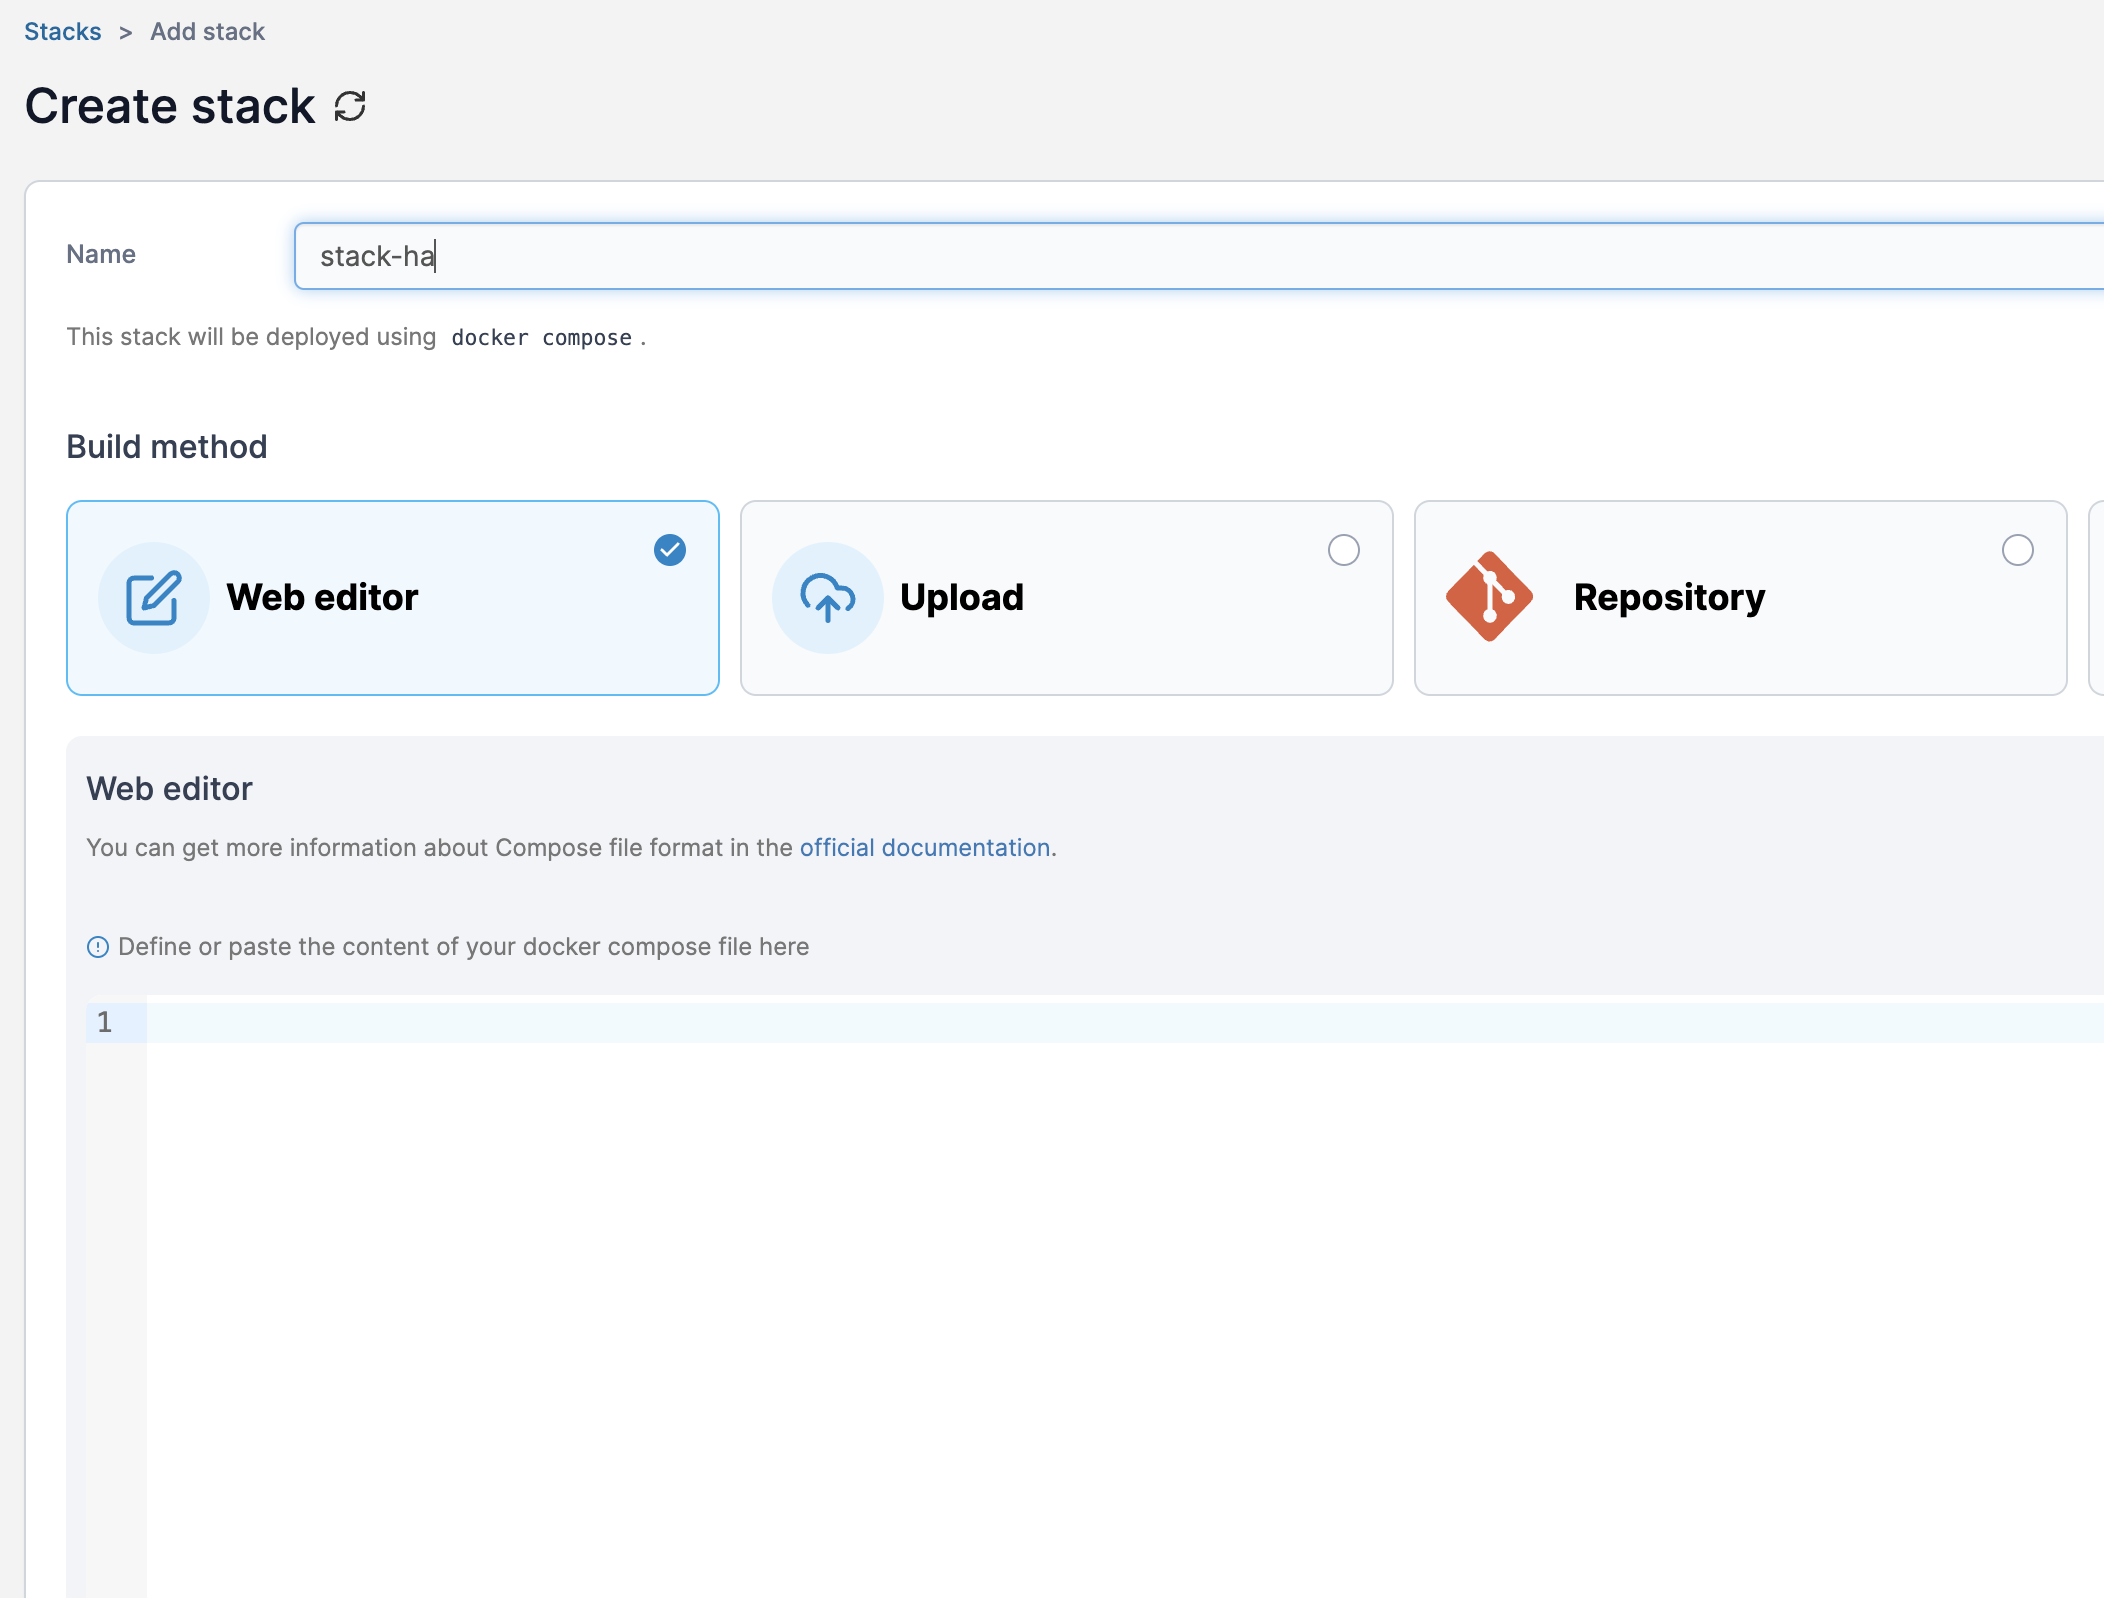 Stacks > Add stack
Create stack
Name
stack-ha
This stack will be deployed using docker compose .
Build method
Web editor
Upload
Repository
Web editor
You can get more information about Compose file format in the official documentation.
Define or paste the content of your docker compose file here
1